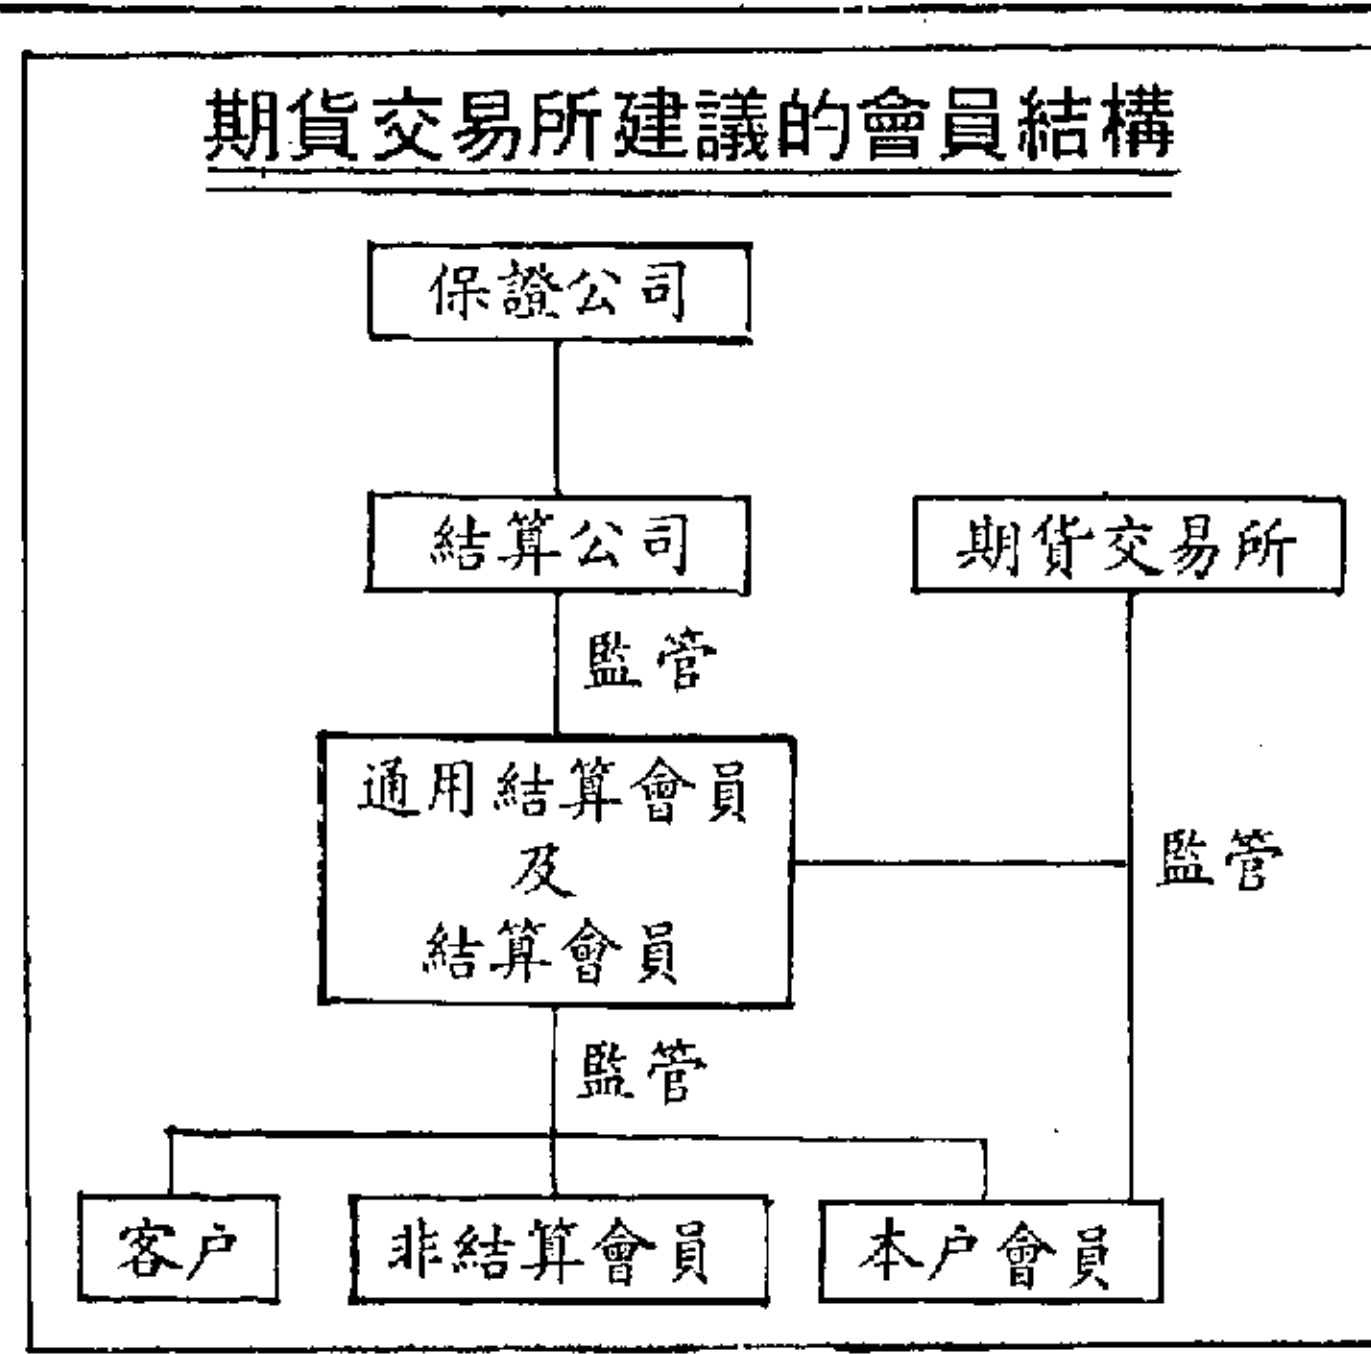 期貨交易所建議的會員結構
保證公司
結算公司
期貨交易所
監管
通用結算會員
及
結算會員
監管
監管
客户
非結算會員
本户會員